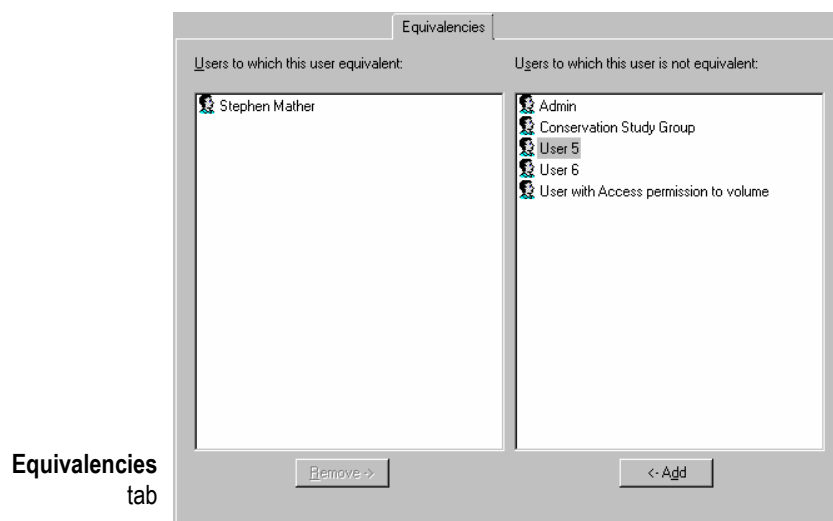 Equivalencies
Users to which this user equivalent:
Users to which this user is not equivalent:
Stephen Mather
Admin
Conservation Study Group
User 5
User 6
User with Access permission to volume
Remove ->
<- Add
Equivalencies
tab